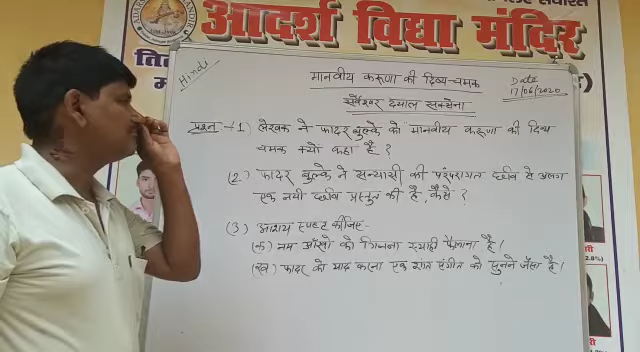 आदर्श विद्या मंदिर
Hindi
मानवीय करुणा की दिव्य-चमक
Date
17/06/2020
सर्वेश्वर दयाल सक्सेना
प्रश्न -1) लेखक ने फादर बुल्के को मानवीय करुणा की दिव्य
चमक क्यों कहा है ?
(2.) फादर बुल्के ने सन्यासी की परंपरागत छवि से अलग
एक नयी छवि प्रस्तुत की है, कैसे ?
(3) आशय स्पष्ट कीजिए-
(क) नम आँखों को गिनना स्याही फैलाना है।
(ख) फादर को याद करना एक शांत संगीत को सुनने जैसा है।